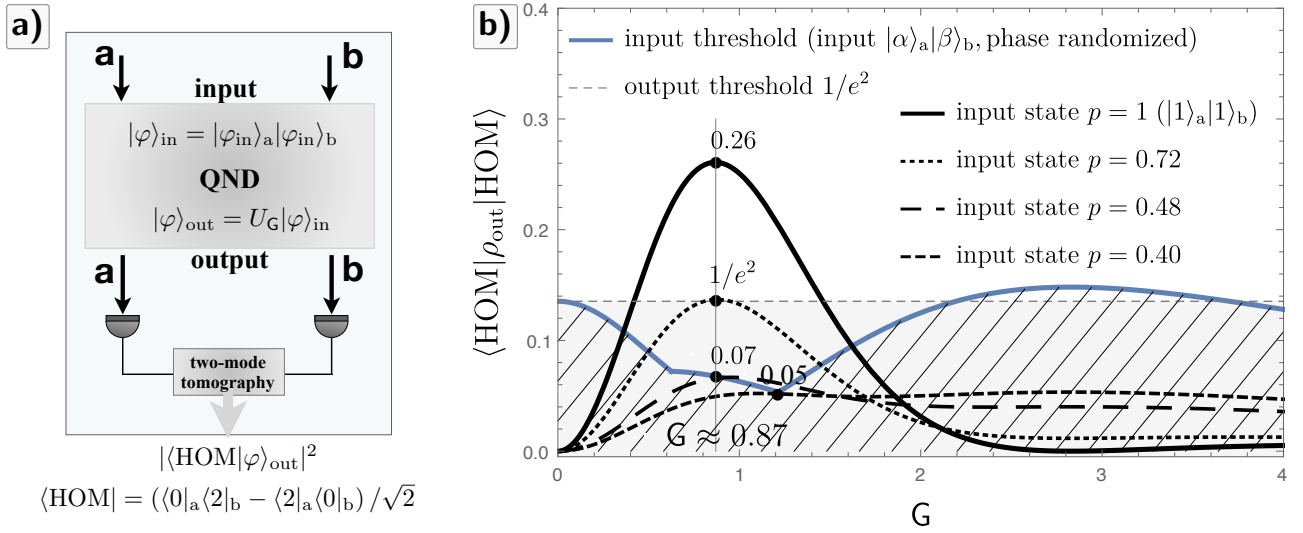 a)
a
b
input
|φ⟩in = |φin⟩a|φin⟩b
QND
|φ⟩out = UG|φ⟩in
output
a
b
two-mode
tomography
|⟨HOM|φ⟩out|²
⟨HOM| = (⟨0|a⟨2|b − ⟨2|a⟨0|b) /√2
b)
⟨HOM|ρout|HOM⟩
0.4
0.3
0.2
0.1
0.0
input threshold (input |α⟩a|β⟩b, phase randomized)
output threshold 1/e²
input state p = 1 (|1⟩a|1⟩b)
input state p = 0.72
input state p = 0.48
input state p = 0.40
0.26
1/e²
0.07
0.05
G ≈ 0.87
0 1 2 3 4
G